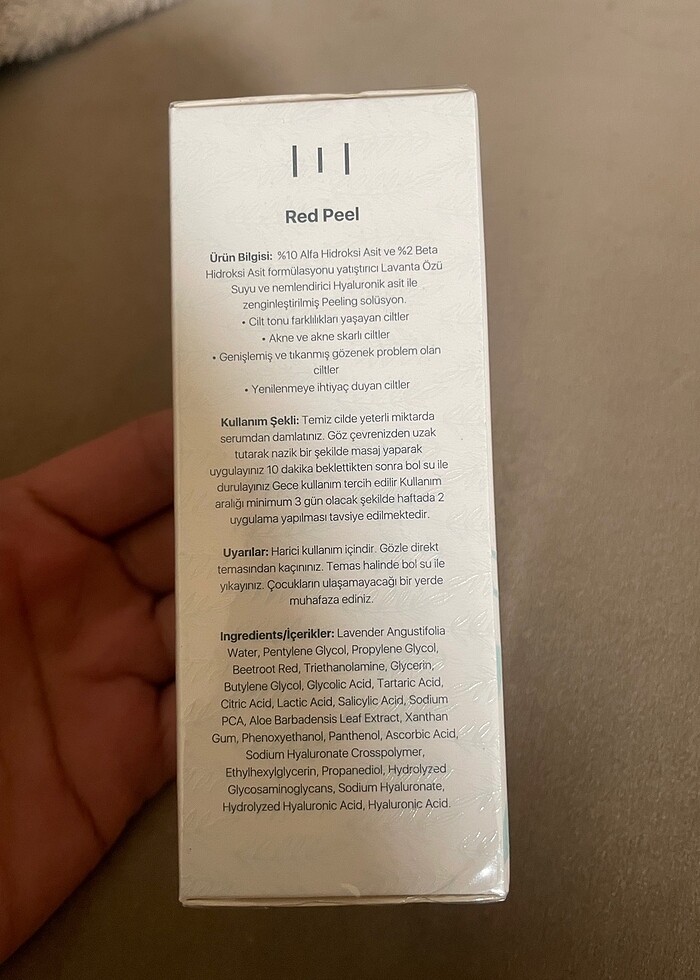 Red Peel
Ürün Bilgisi: %10 Alfa Hidroksi Asit ve %2 Beta
Hidroksi Asit formülasyonu yatıştırıcı Lavanta Özü
Suyu ve nemlendirici Hyaluronik asit ile
zenginleştirilmiş Peeling solüsyon.
• Cilt tonu farklılıkları yaşayan ciltler
• Akne ve akne skarlı ciltler
• Genişlemiş ve tıkanmış gözenek problem olan
ciltler
• Yenilenmeye ihtiyaç duyan ciltler
Kullanım Şekli: Temiz cilde yeterli miktarda
serumdan damlatınız. Göz çevrenizden uzak
tutarak nazik bir şekilde masaj yaparak
uygulayınız 10 dakika beklettikten sonra bol su ile
durulayınız Gece kullanım tercih edilir Kullanım
aralığı minimum 3 gün olacak şekilde haftada 2
uygulama yapılması tavsiye edilmektedir.
Uyarılar: Harici kullanım içindir. Gözle direkt
temasından kaçınınız. Temas halinde bol su ile
yıkayınız. Çocukların ulaşamayacağı bir yerde
muhafaza ediniz.
Ingredients/İçerikler: Lavender Angustifolia
Water, Pentylene Glycol, Propylene Glycol,
Beetroot Red, Triethanolamine, Glycerin,
Butylene Glycol, Glycolic Acid, Tartaric Acid,
Citric Acid, Lactic Acid, Salicylic Acid, Sodium
PCA, Aloe Barbadensis Leaf Extract, Xanthan
Gum, Phenoxyethanol, Panthenol, Ascorbic Acid,
Sodium Hyaluronate Crosspolymer,
Ethylhexylglycerin, Propanediol, Hydrolyzed
Glycosaminoglycans, Sodium Hyaluronate,
Hydrolyzed Hyaluronic Acid, Hyaluronic Acid.